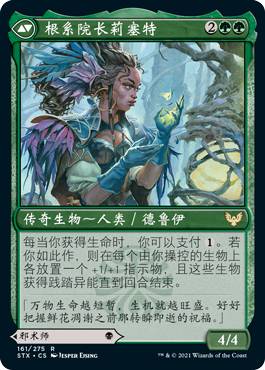 根系院长莉塞特 2
传奇生物～人类／德鲁伊
每当你获得生命时，你可以支付1。若
你如此作，则在每个由你操控的生物上
各放置一个+1/+1指示物，且这些生物
获得践踏异能直到回合结束。
「万物生命越短暂，生机就越旺盛。好好
把握鲜花凋谢之前那转瞬即逝的祝福。」
邪术师
4/4
161/275 R
STX • CS Jesper Ejsing
™ & © 2021 Wizards of the Coast